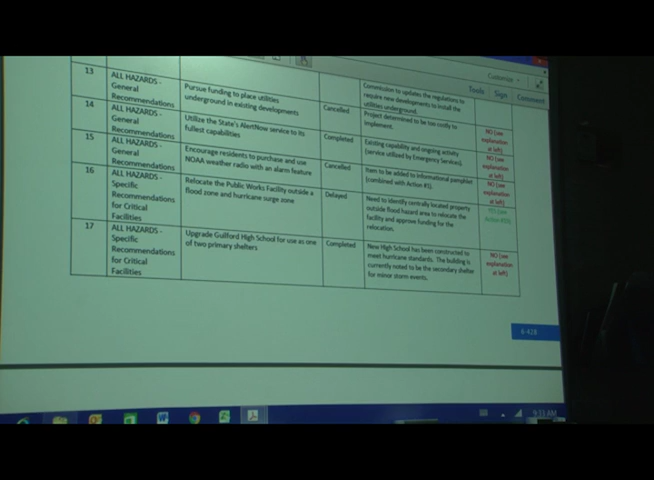 Customize
Tools Sign Comment
Commission to updates the regulations to
require new developments to install the
utilities underground.
13
ALL HAZARDS -
General
Recommendations
Pursue funding to place utilities
underground in existing developments
Cancelled
Project determined to be too costly to
implement.
NO (see
explanation
at left)
14
ALL HAZARDS -
General
Recommendations
Utilize the State's AlertNow service to its
fullest capabilities
Completed
Existing capability and ongoing activity
(service utilized by Emergency Services).
NO (see
explanation
at left)
15
ALL HAZARDS -
General
Recommendations
Encourage residents to purchase and use
NOAA weather radio with an alarm feature
Cancelled
Item to be added to informational pamphlet
(combined with Action #1).
NO (see
explanation
at left)
16
ALL HAZARDS -
Specific
Recommendations
for Critical
Facilities
Relocate the Public Works Facility outside a
flood zone and hurricane surge zone
Delayed
Need to identify centrally located property
outside flood hazard area to relocate the
facility and approve funding for the
relocation.
YES (see
17
ALL HAZARDS -
Specific
Recommendations
for Critical
Facilities
Upgrade Guilford High School for use as one
of two primary shelters
Completed
New High School has been constructed to
meet hurricane standards. The building is
currently noted to be the secondary shelter
for minor storm events.
NO (see
explanation
at left)
6-428
9:53 AM